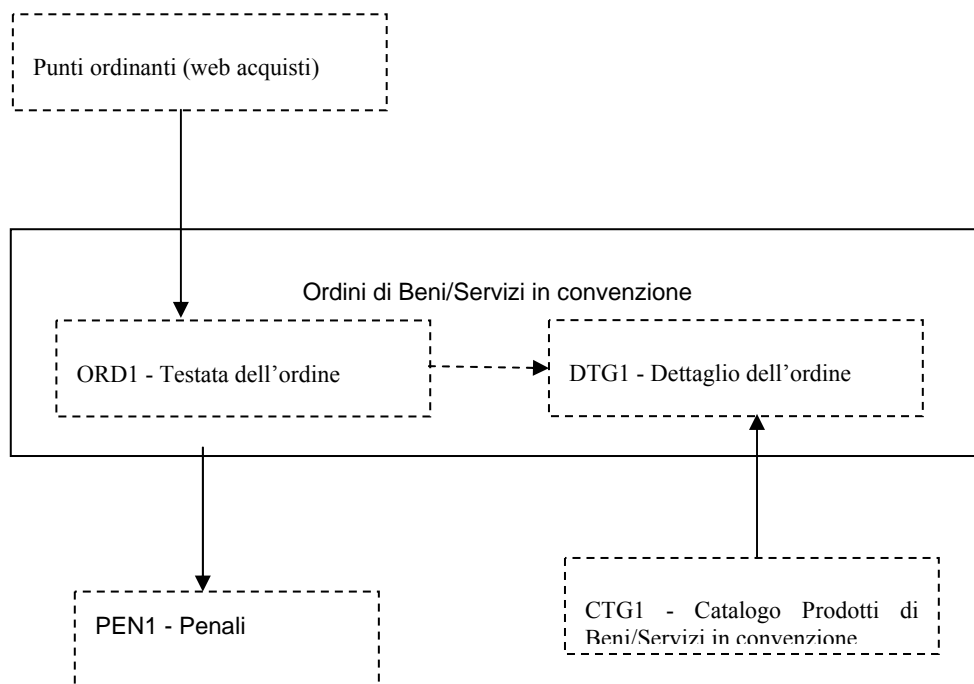 Punti ordinanti (web acquisti)
Ordini di Beni/Servizi in convenzione
ORD1 - Testata dell’ordine
DTG1 - Dettaglio dell’ordine
PEN1 - Penali
CTG1 - Catalogo Prodotti di
Beni/Servizi in convenzione